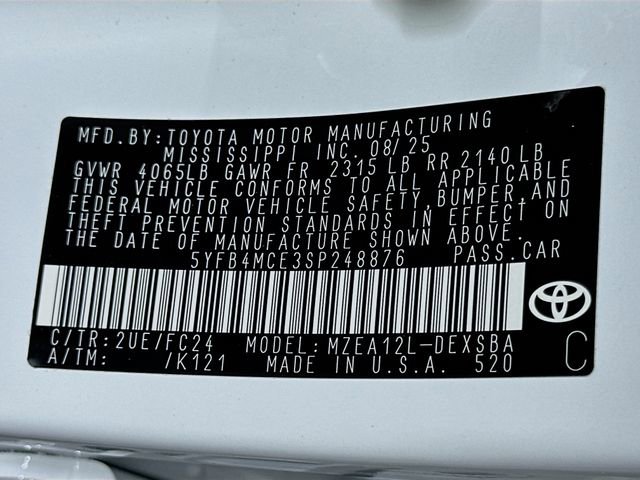 MFD.BY:TOYOTA MOTOR MANUFACTURING
MISSISSIPPI INC. 08/25
GVWR 4065LB GAWR FR 2315 LB RR 2140LB
THIS VEHICLE CONFORMS TO ALL APPLICABLE
FEDERAL MOTOR VEHICLE SAFETY,BUMPER,AND
THEFT PREVENTION STANDARDS IN EFFECT ON
THE DATE OF MANUFACTURE SHOWN ABOVE.
5YFB4MCE3SP248876 PASS.CAR
C/TR:2UE/FC24 MODEL:MZEA12L-DEXSBA
A/TM: /K121 MADE IN U.S.A. 520 C